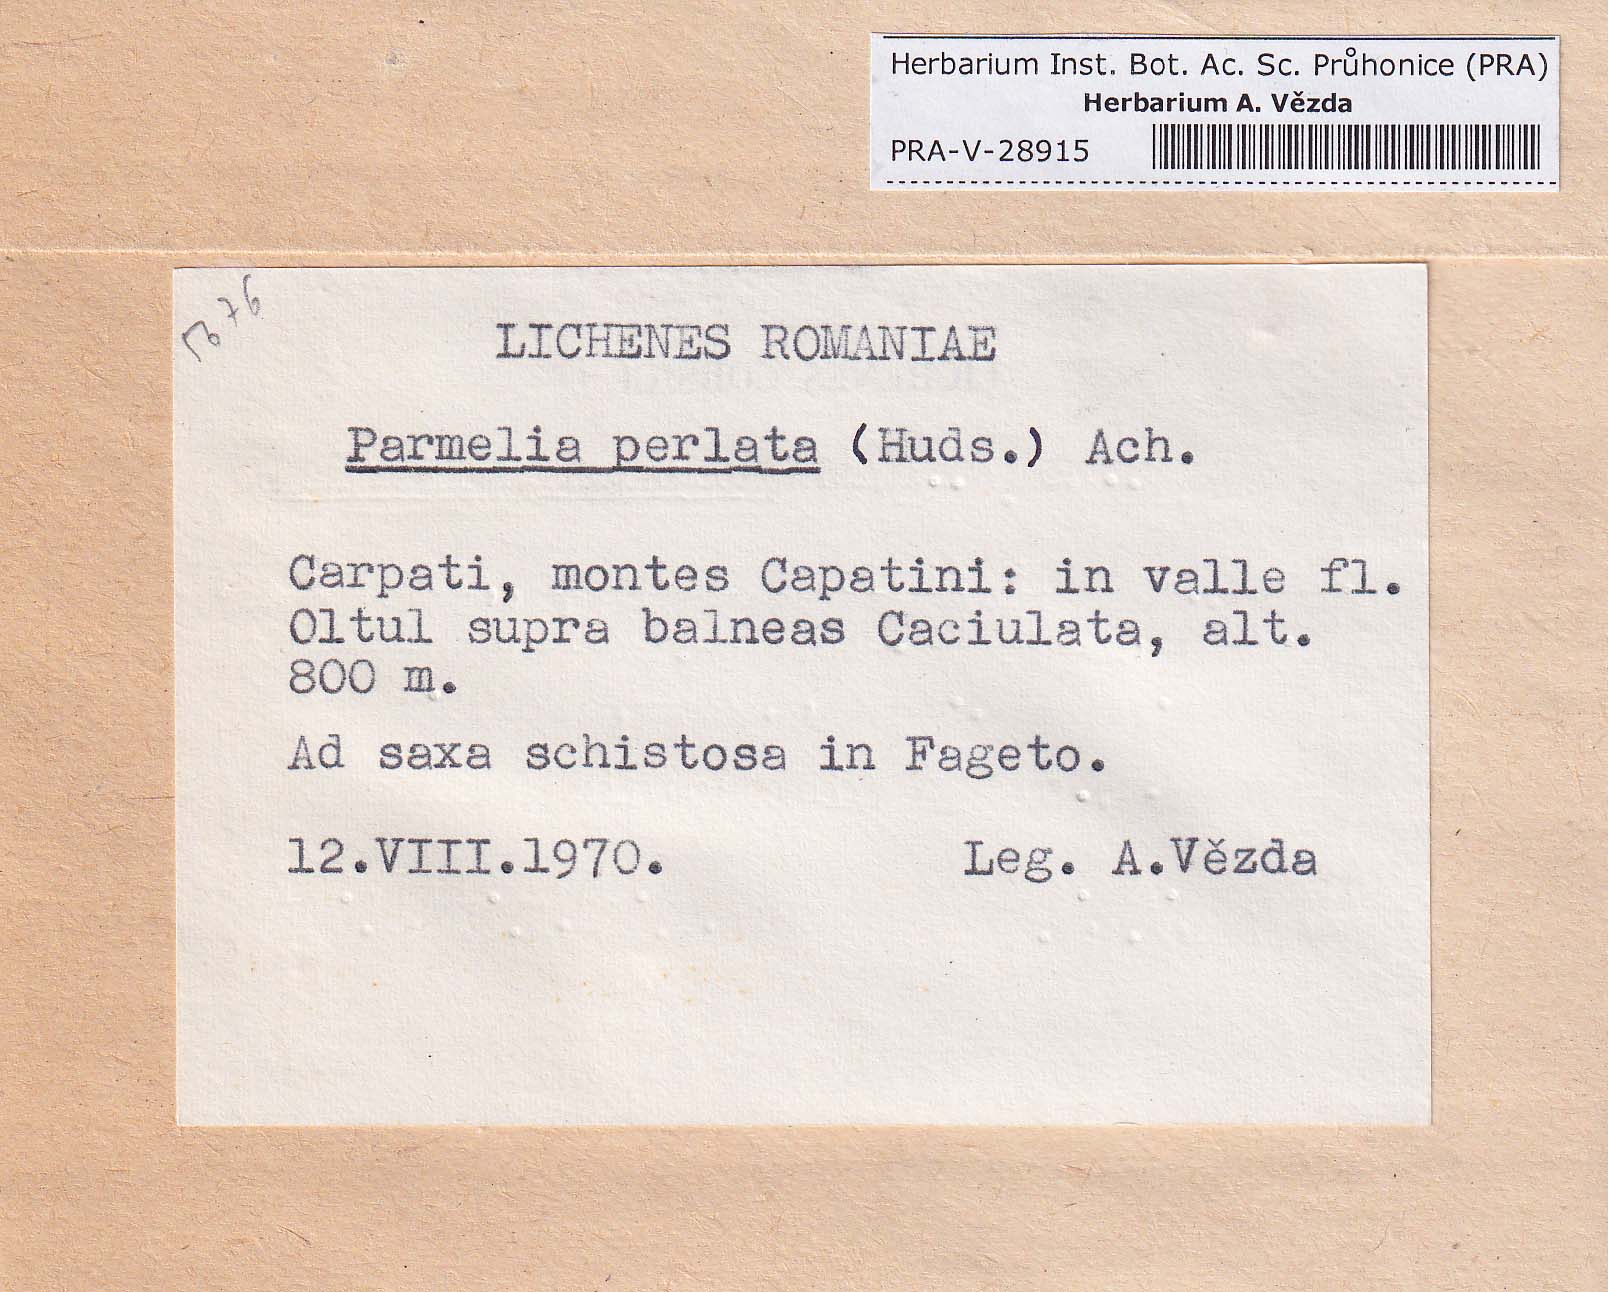 Herbarium Inst. Bot. Ac. Sc. Průhonice (PRA)
Herbarium A. Vězda
PRA-V-28915
LICHENES ROMANIAE
Parmelia perlata (Huds.) Ach.
Carpati, montes Capatini: in valle fl.
Oltul supra balneas Caciulata, alt.
800 m.
Ad saxa schistosa in Fageto.
12.VIII.1970. Leg. A.Vězda